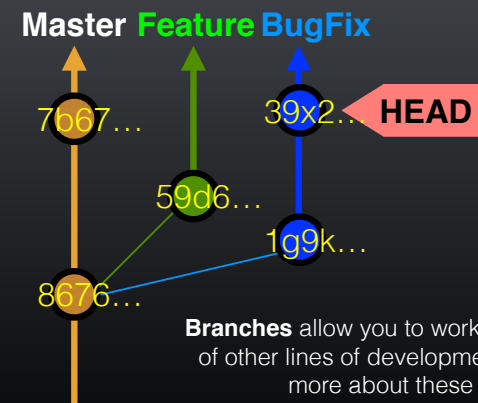 Master Feature BugFix
7b67… 39x2… HEAD
59d6…
1g9k…
8676…
Branches allow you to work
of other lines of developme
more about these